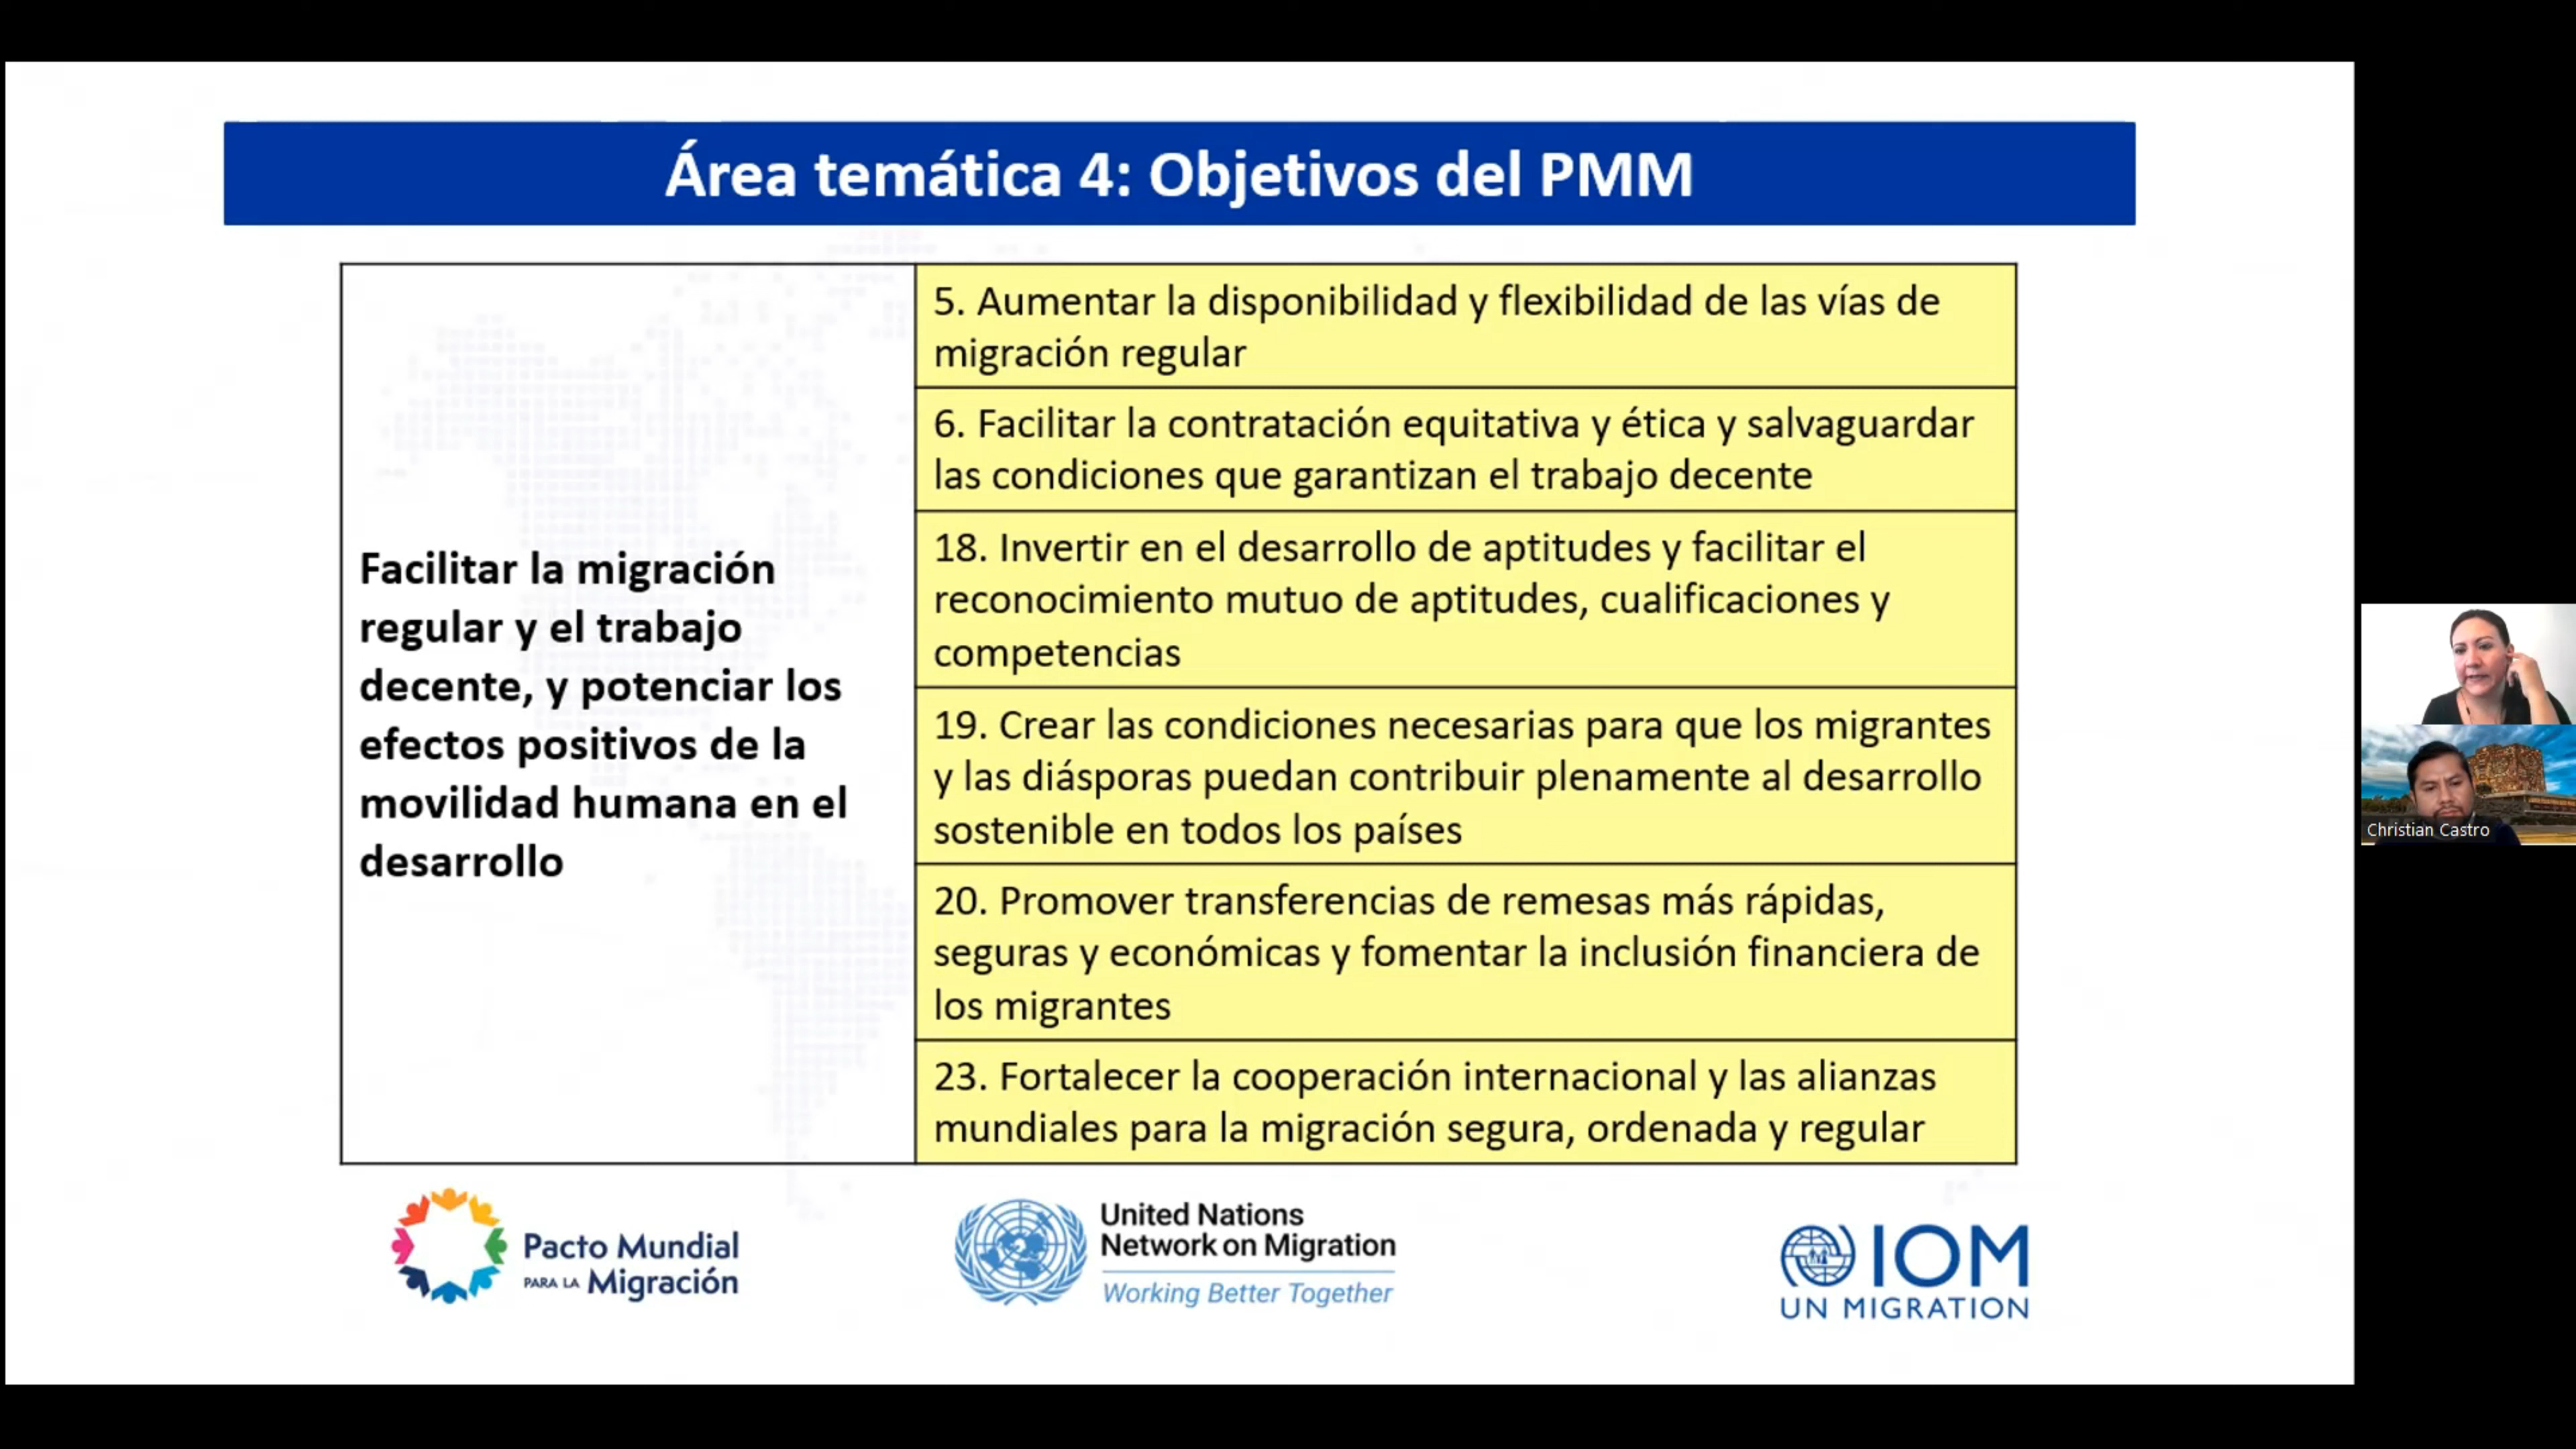 Área temática 4: Objetivos del PMM
Facilitar la migración
regular y el trabajo
decente, y potenciar los
efectos positivos de la
movilidad humana en el
desarrollo
5. Aumentar la disponibilidad y flexibilidad de las vías de
migración regular
6. Facilitar la contratación equitativa y ética y salvaguardar
las condiciones que garantizan el trabajo decente
18. Invertir en el desarrollo de aptitudes y facilitar el
reconocimiento mutuo de aptitudes, cualificaciones y
competencias
19. Crear las condiciones necesarias para que los migrantes
y las diásporas puedan contribuir plenamente al desarrollo
sostenible en todos los países
20. Promover transferencias de remesas más rápidas,
seguras y económicas y fomentar la inclusión financiera de
los migrantes
23. Fortalecer la cooperación internacional y las alianzas
mundiales para la migración segura, ordenada y regular
Pacto Mundial
PARA LA Migración
United Nations
Network on Migration
Working Better Together
IOM
UN MIGRATION
Christian Castro